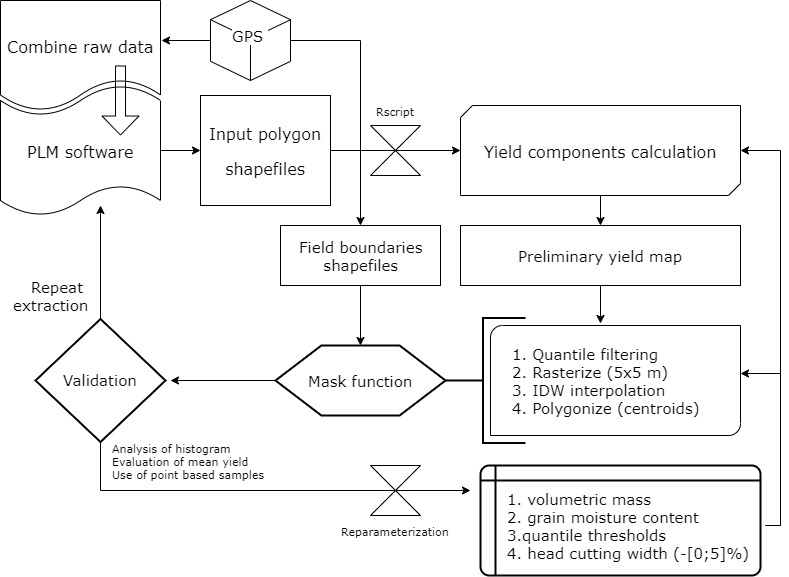 Combine raw data
GPS
PLM software
Input polygon
shapefiles
Rscript
Yield components calculation
Field boundaries
shapefiles
Preliminary yield map
Repeat
extraction
Validation
Mask function
1. Quantile filtering
2. Rasterize (5x5 m)
3. IDW interpolation
4. Polygonize (centroids)
Analysis of histogram
Evaluation of mean yield
Use of point based samples
Reparameterization
1. volumetric mass
2. grain moisture content
3.quantile thresholds
4. head cutting width (-[0;5]%)